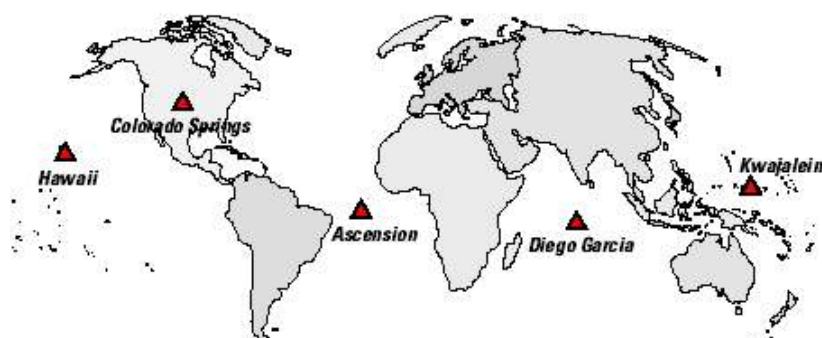 Colorado Springs
Hawaii
Kwajalein
Ascension
Diego Garcia